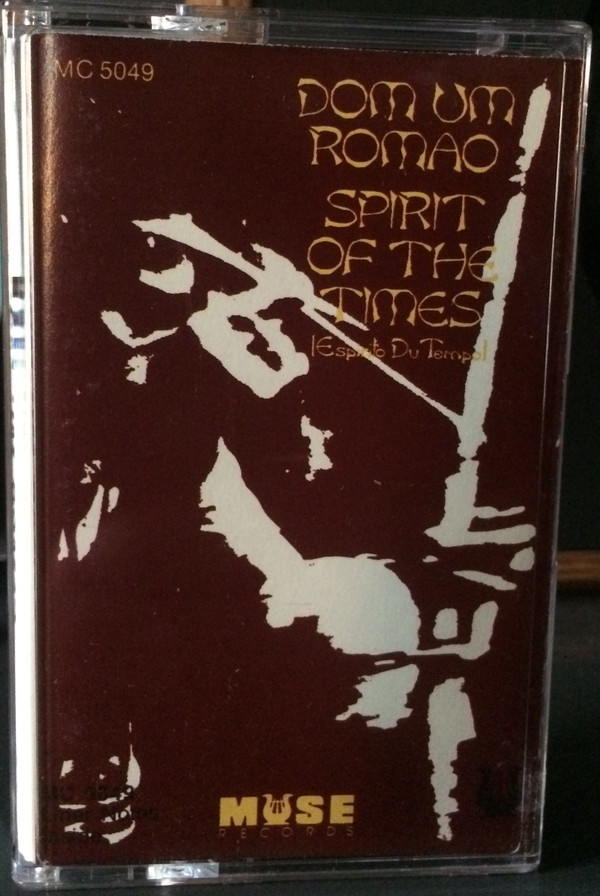 MC 5049
DOM UM
ROMAO
SPIRIT
OF THE
TIMES
[Espirito Du Tempo]
MUSE
RECORDS